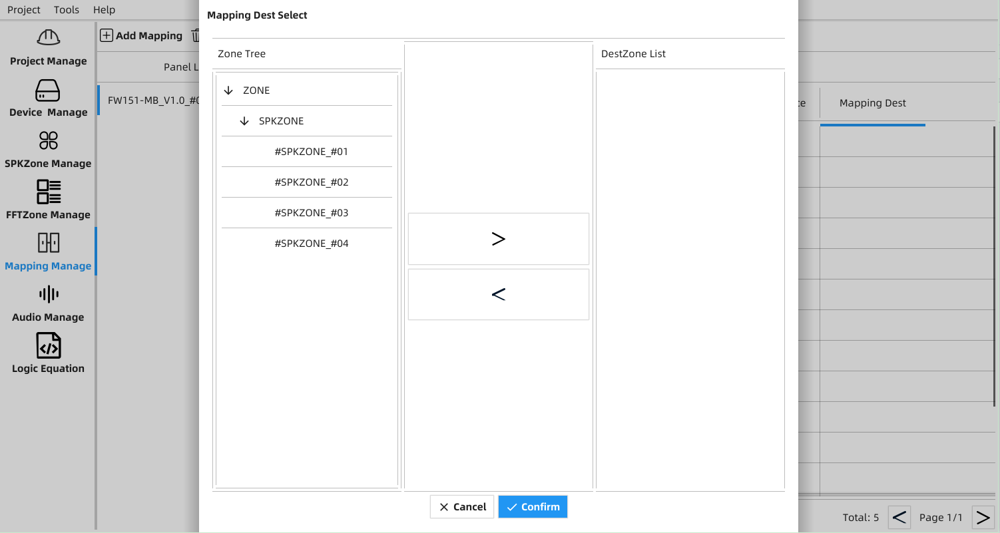 Project Tools Help
Mapping Dest Select
Add Mapping
Project Manage
Device Manage
SPKZone Manage
FFTZone Manage
Mapping Manage
Audio Manage
Logic Equation
Panel L
FW151-MB_V1.0_#0
Zone Tree
ZONE
SPKZONE
#SPKZONE_#01
#SPKZONE_#02
#SPKZONE_#03
#SPKZONE_#04
>
<
DestZone List
Cancel
Confirm
ce
Mapping Dest
Total: 5 < Page 1/1 >